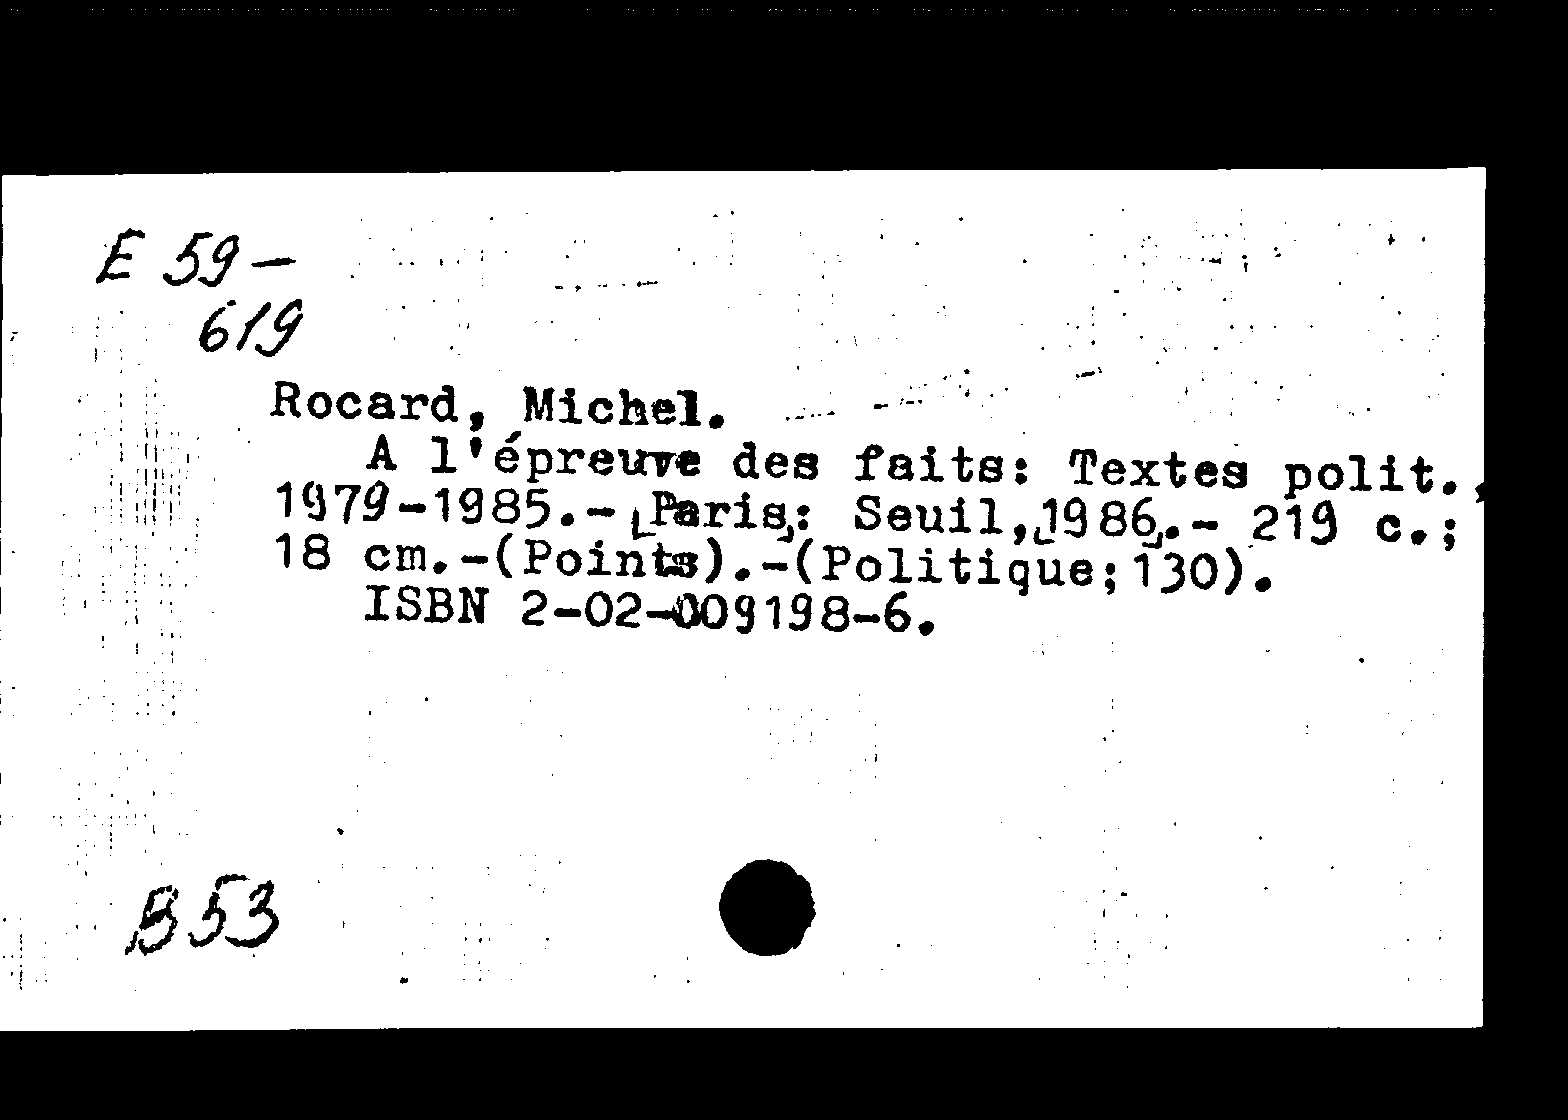 E 59-
619
Rocard, Michel.
A l'épreuve des faits: Textes polit.,
1979-1985.- [Paris]: Seuil, [1986].- 219 c.;
18 cm.-(Points).-(Politique;130).
ISBN 2-02-009198-6.
B 53